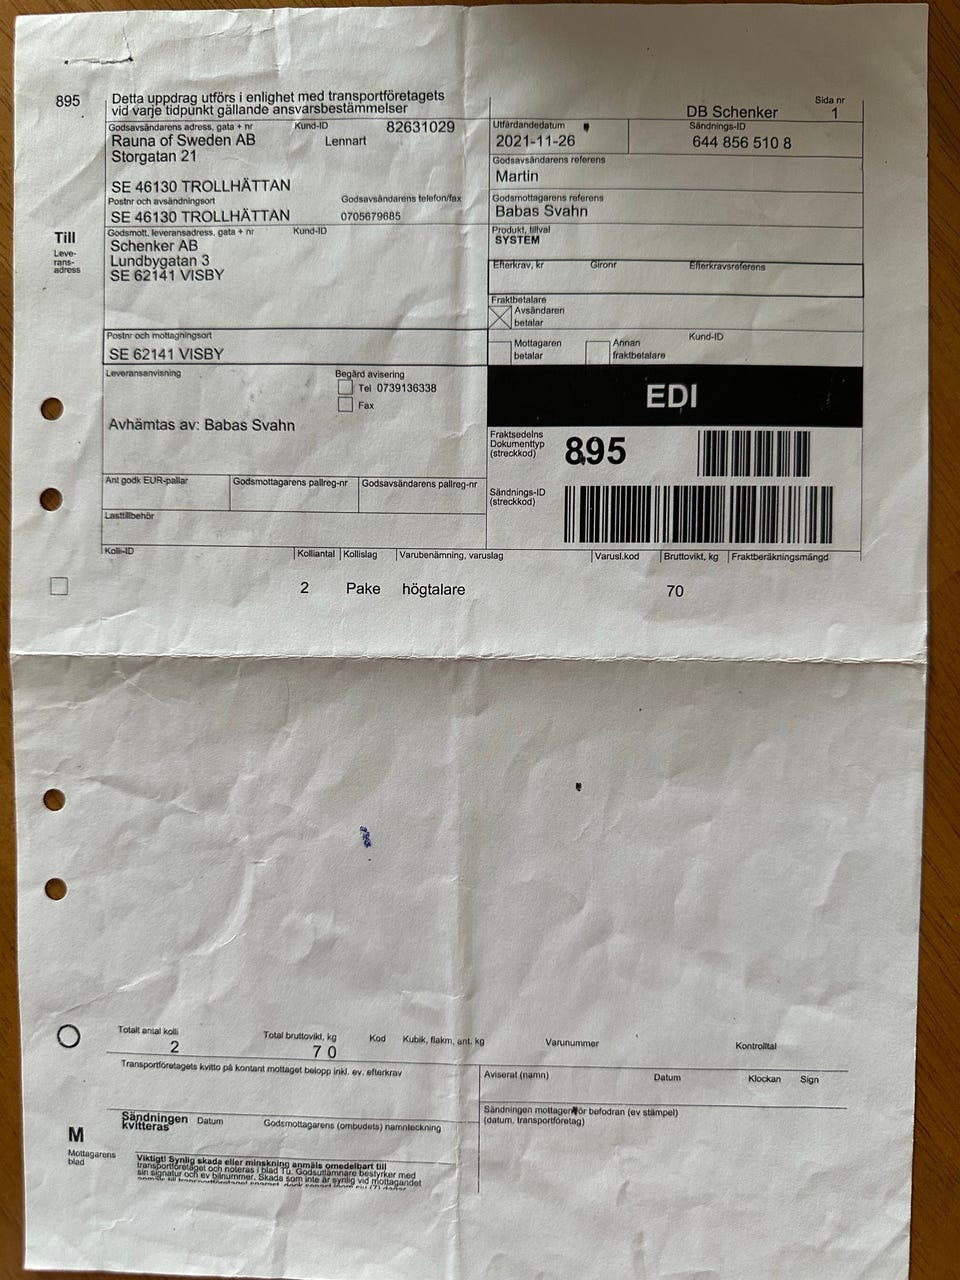 895
Detta uppdrag utförs i enlighet med transportföretagets
vid varje tidpunkt gällande ansvarsbestämmelser
DB Schenker
Sida nr
1
Godsavsändarens adress, gata + nr
Kund-ID
82631029
Rauna of Sweden AB
Lennart
Storgatan 21
SE 46130 TROLLHÄTTAN
Postnr och avsändningsort
Godsavsändarens telefon/fax
SE 46130 TROLLHÄTTAN
0705679685
Utfärdandedatum
2021-11-26
Sändnings-ID
644 856 510 8
Godsavsändarens referens
Martin
Godsmottagarens referens
Babas Svahn
Till
Leve-
rans-
adress
Godsmott. leveransadress, gata + nr
Kund-ID
Schenker AB
Lundbygatan 3
SE 62141 VISBY
Produkt, tillval
SYSTEM
Efterkrav, kr
Gironr
Efterkravsreferens
Fraktbetalare
Avsändaren
betalar
Postnr och mottagningsort
SE 62141 VISBY
Mottagaren
betalar
Annan
fraktbetalare
Kund-ID
Leveransanvisning
Begärd avisering
Tel 0739136338
Fax
Avhämtas av: Babas Svahn
EDI
Fraktsedelns
Dokumenttyp
(streckkod)
895
Ant godk EUR-pallar
Godsmottagarens pallreg-nr
Godsavsändarens pallreg-nr
Sändnings-ID
(streckkod)
Lasttillbehör
Kolli-ID
Kolliantal
Kollislag
Varubenämning, varuslag
Varusl.kod
Bruttovikt, kg
Fraktberäkningsmängd
2 Pake högtalare 70
Totalt antal kolli
2
Total bruttovikt, kg
70
Kod
Kubik, flakm, ant. kg
Varunummer
Kontrolltal
Transportföretagets kvitto på kontant mottaget belopp inkl. ev. efterkrav
Aviserat (namn)
Datum
Klockan
Sign
Sändningen
kvitteras
Datum
Godsmottagarens (ombudets) namnteckning
Sändningen mottagen för befodran (ev stämpel)
(datum, transportföretag)
M
Mottagarens
blad
Viktigt! Synlig skada eller minskning anmäls omedelbart till
transportföretaget och noteras i blad TU. Godsutlämnare bestyrker med
sin signatur och ev bilnummer. Skada som inte är synlig vid mottagandet